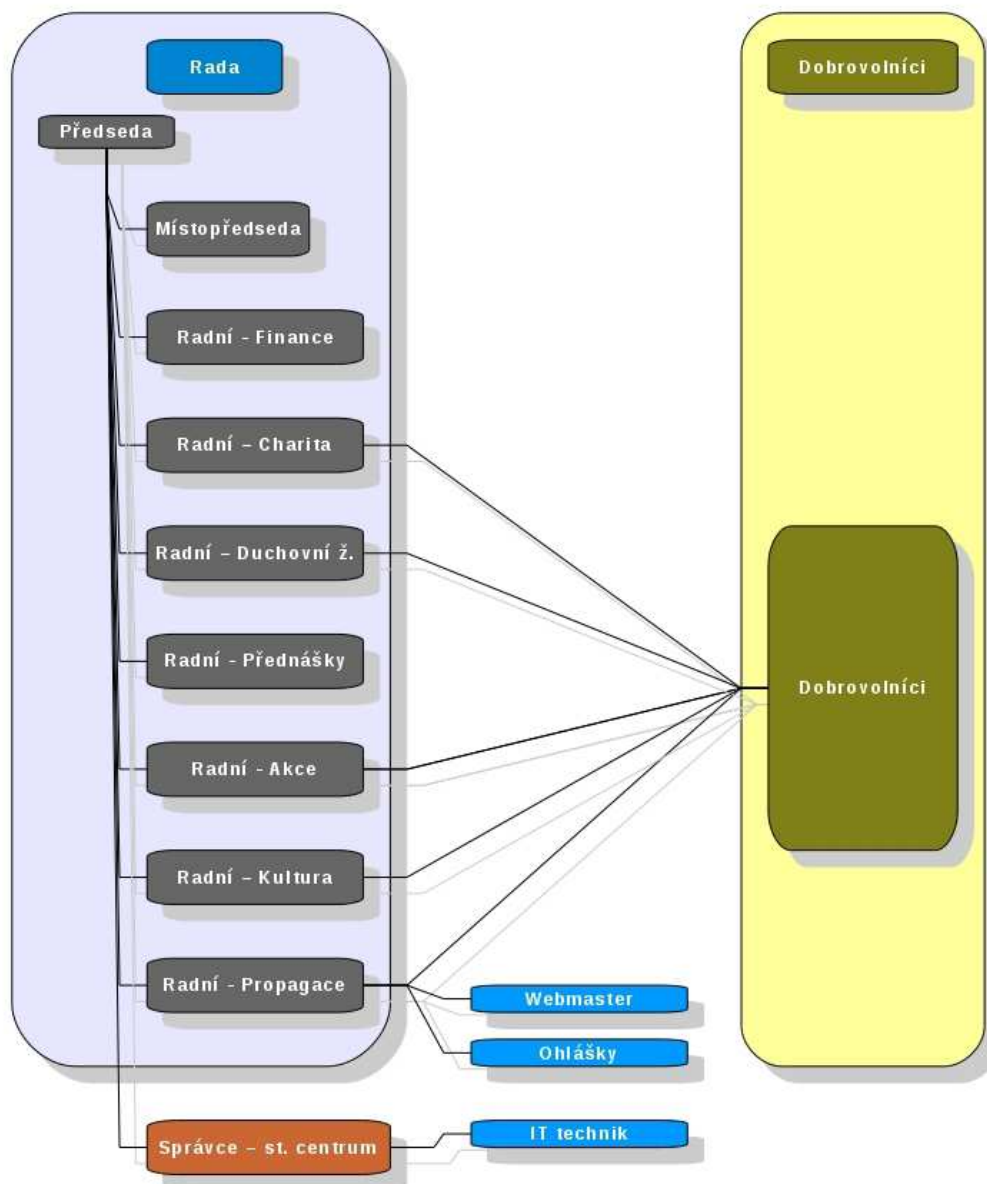 Rada
Předseda
Místopředseda
Radní - Finance
Radní – Charita
Radní – Duchovní ž.
Radní - Přednášky
Radní - Akce
Radní – Kultura
Radní - Propagace
Správce – st. centrum
Webmaster
Ohlášky
IT technik
Dobrovolníci
Dobrovolníci